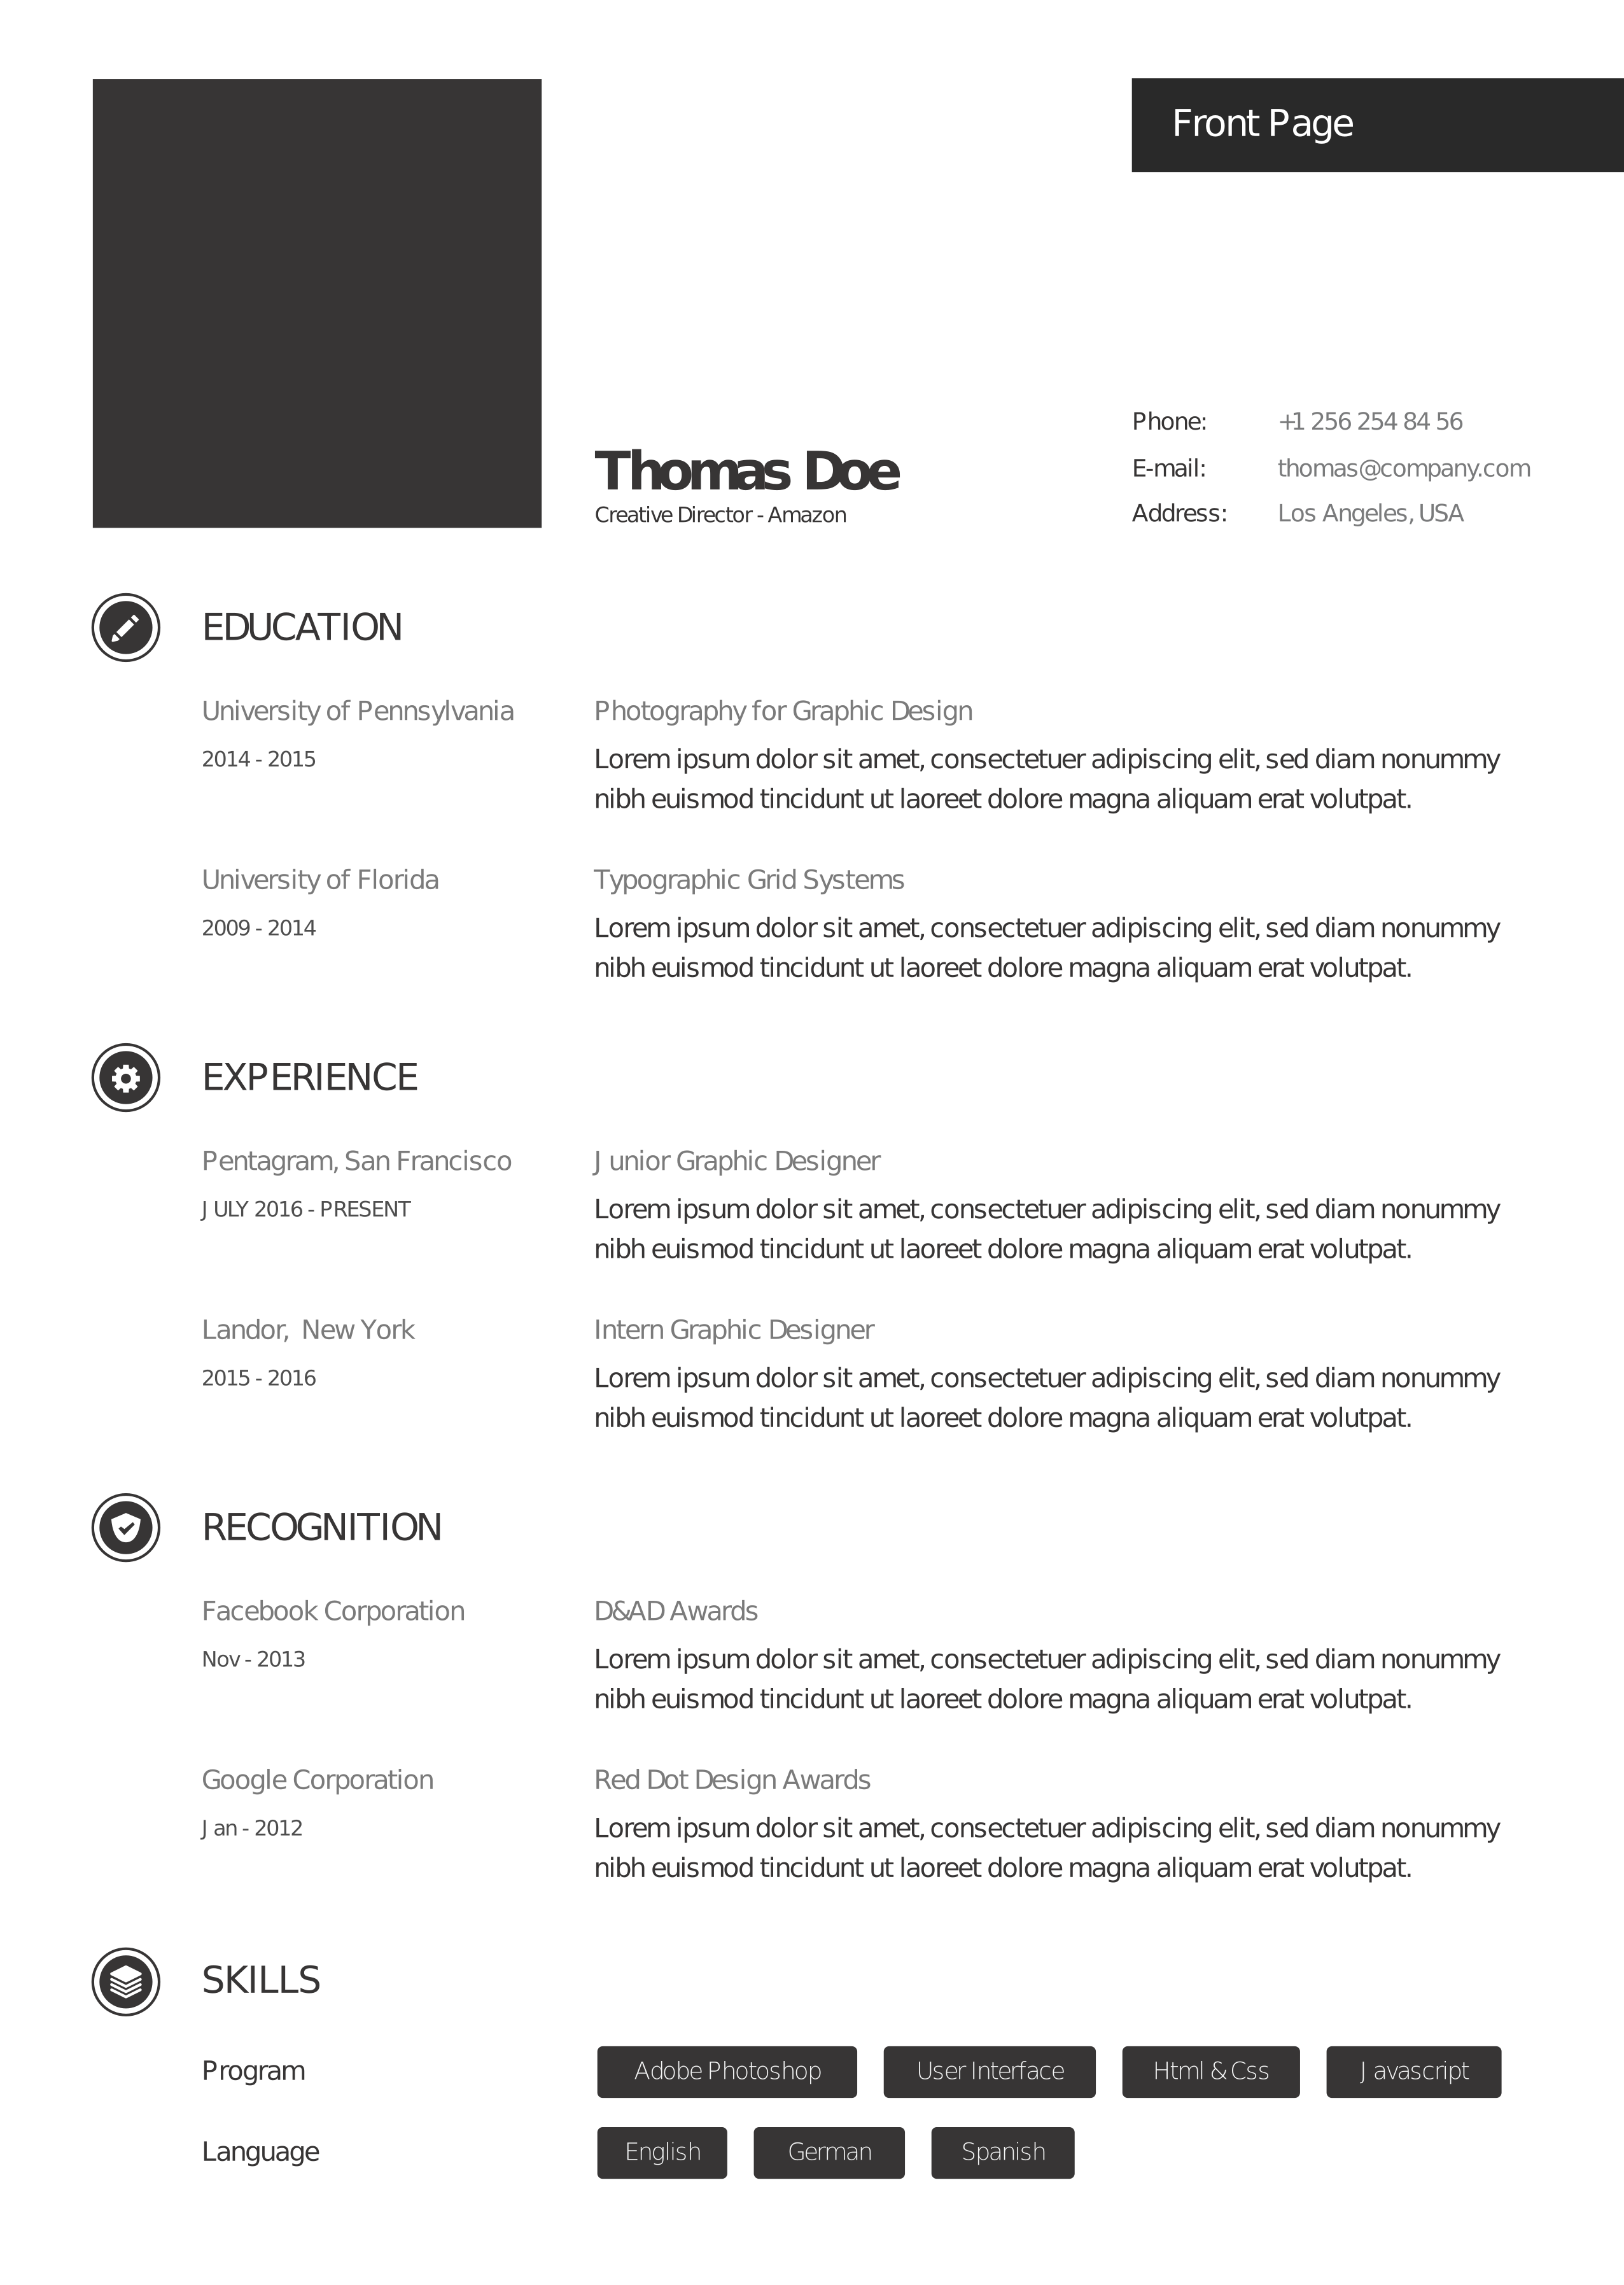 Front Page
Phone: +1 256 254 84 56
Thomas Doe
E-mail: thomas@company.com
Creative Director - Amazon
Address: Los Angeles, USA
EDUCATION
University of Pennsylvania Photography for Graphic Design
2014 - 2015 Lorem ipsum dolor sit amet, consectetuer adipiscing elit, sed diam nonummy
nibh euismod tincidunt ut laoreet dolore magna aliquam erat volutpat.
University of Florida Typographic Grid Systems
2009 - 2014 Lorem ipsum dolor sit amet, consectetuer adipiscing elit, sed diam nonummy
nibh euismod tincidunt ut laoreet dolore magna aliquam erat volutpat.
EXPERIENCE
Pentagram, San Francisco Junior Graphic Designer
JULY 2016 - PRESENT Lorem ipsum dolor sit amet, consectetuer adipiscing elit, sed diam nonummy
nibh euismod tincidunt ut laoreet dolore magna aliquam erat volutpat.
Landor, New York Intern Graphic Designer
2015 - 2016 Lorem ipsum dolor sit amet, consectetuer adipiscing elit, sed diam nonummy
nibh euismod tincidunt ut laoreet dolore magna aliquam erat volutpat.
RECOGNITION
Facebook Corporation D&AD Awards
Nov - 2013 Lorem ipsum dolor sit amet, consectetuer adipiscing elit, sed diam nonummy
nibh euismod tincidunt ut laoreet dolore magna aliquam erat volutpat.
Google Corporation Red Dot Design Awards
Jan - 2012 Lorem ipsum dolor sit amet, consectetuer adipiscing elit, sed diam nonummy
nibh euismod tincidunt ut laoreet dolore magna aliquam erat volutpat.
SKILLS
Program Adobe Photoshop User Interface Html & Css Javascript
Language English German Spanish